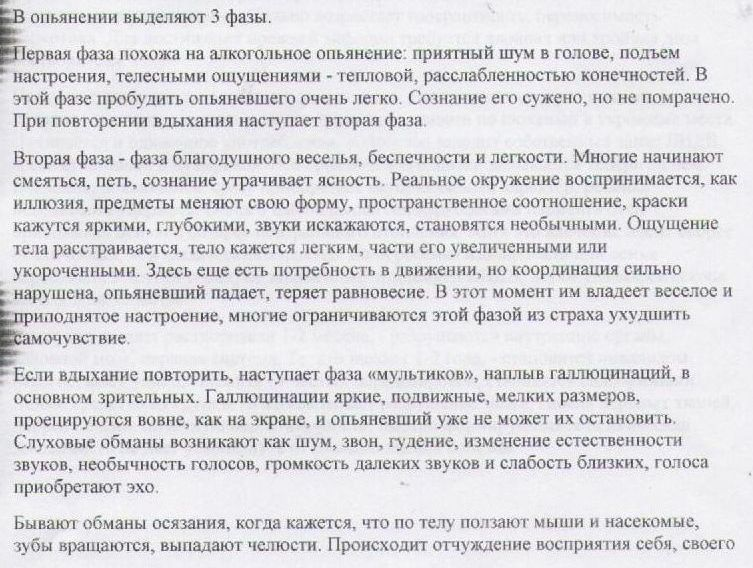 В опьянении выделяют 3 фазы.
Первая фаза похожа на алкогольное опьянение: приятный шум в голове, подъем
настроения, телесными ощущениями - тепловой, расслабленностью конечностей. В
этой фазе пробудить опьяневшего очень легко. Сознание его сужено, но не помрачено.
При повторении вдыхания наступает вторая фаза.
Вторая фаза - фаза благодушного веселья, беспечности и легкости. Многие начинают
смеяться, петь, сознание утрачивает ясность. Реальное окружение воспринимается, как
иллюзия, предметы меняют свою форму, пространственное соотношение, краски
кажутся яркими, глубокими, звуки искажаются, становятся необычными. Ощущение
тела расстраивается, тело кажется легким, части его увеличенными или
укороченными. Здесь еще есть потребность в движении, но координация сильно
нарушена, опьяневший падает, теряет равновесие. В этот момент им владеет веселое и
приподнятое настроение, многие ограничиваются этой фазой из страха ухудшить
самочувствие.
Если вдыхание повторить, наступает фаза «мультиков», наплыв галлюцинаций, в
основном зрительных. Галлюцинации яркие, подвижные, мелких размеров,
проецируются вовне, как на экране, и опьяневший уже не может их остановить.
Слуховые обманы возникают как шум, звон, гудение, изменение естественности
звуков, необычность голосов, громкость далеких звуков и слабость близких, голоса
приобретают эхо.
Бывают обманы осязания, когда кажется, что по телу ползают мыши и насекомые,
зубы вращаются, выпадают челюсти. Происходит отчуждение восприятия себя, своего